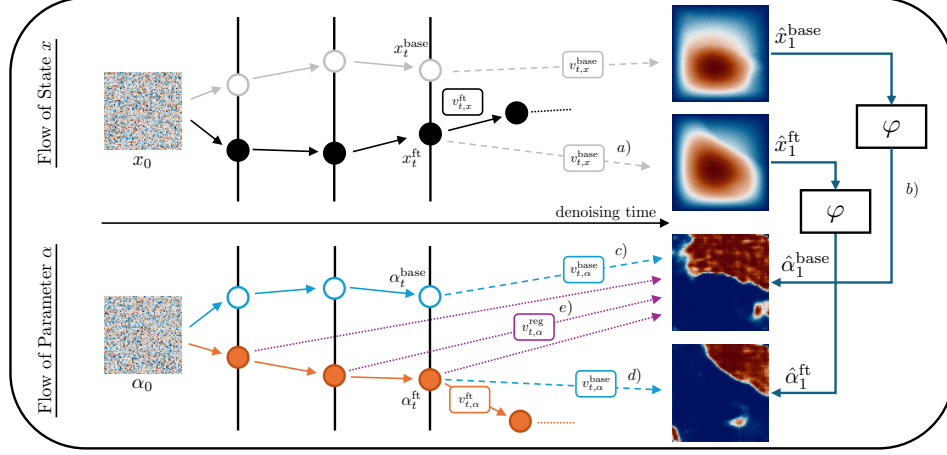 Flow of State x
x_0
x_t^base
v_{t,x}^base
v_{t,x}^ft
x_t^ft
a)
v_{t,x}^base
x̂_1^base
φ
x̂_1^ft
b)
φ
denoising time
Flow of Parameter α
α_0
α_t^base
c)
v_{t,α}^base
e)
v_{t,α}^reg
α̂_1^base
d)
v_{t,α}^base
α_t^ft
v_{t,α}^ft
α̂_1^ft